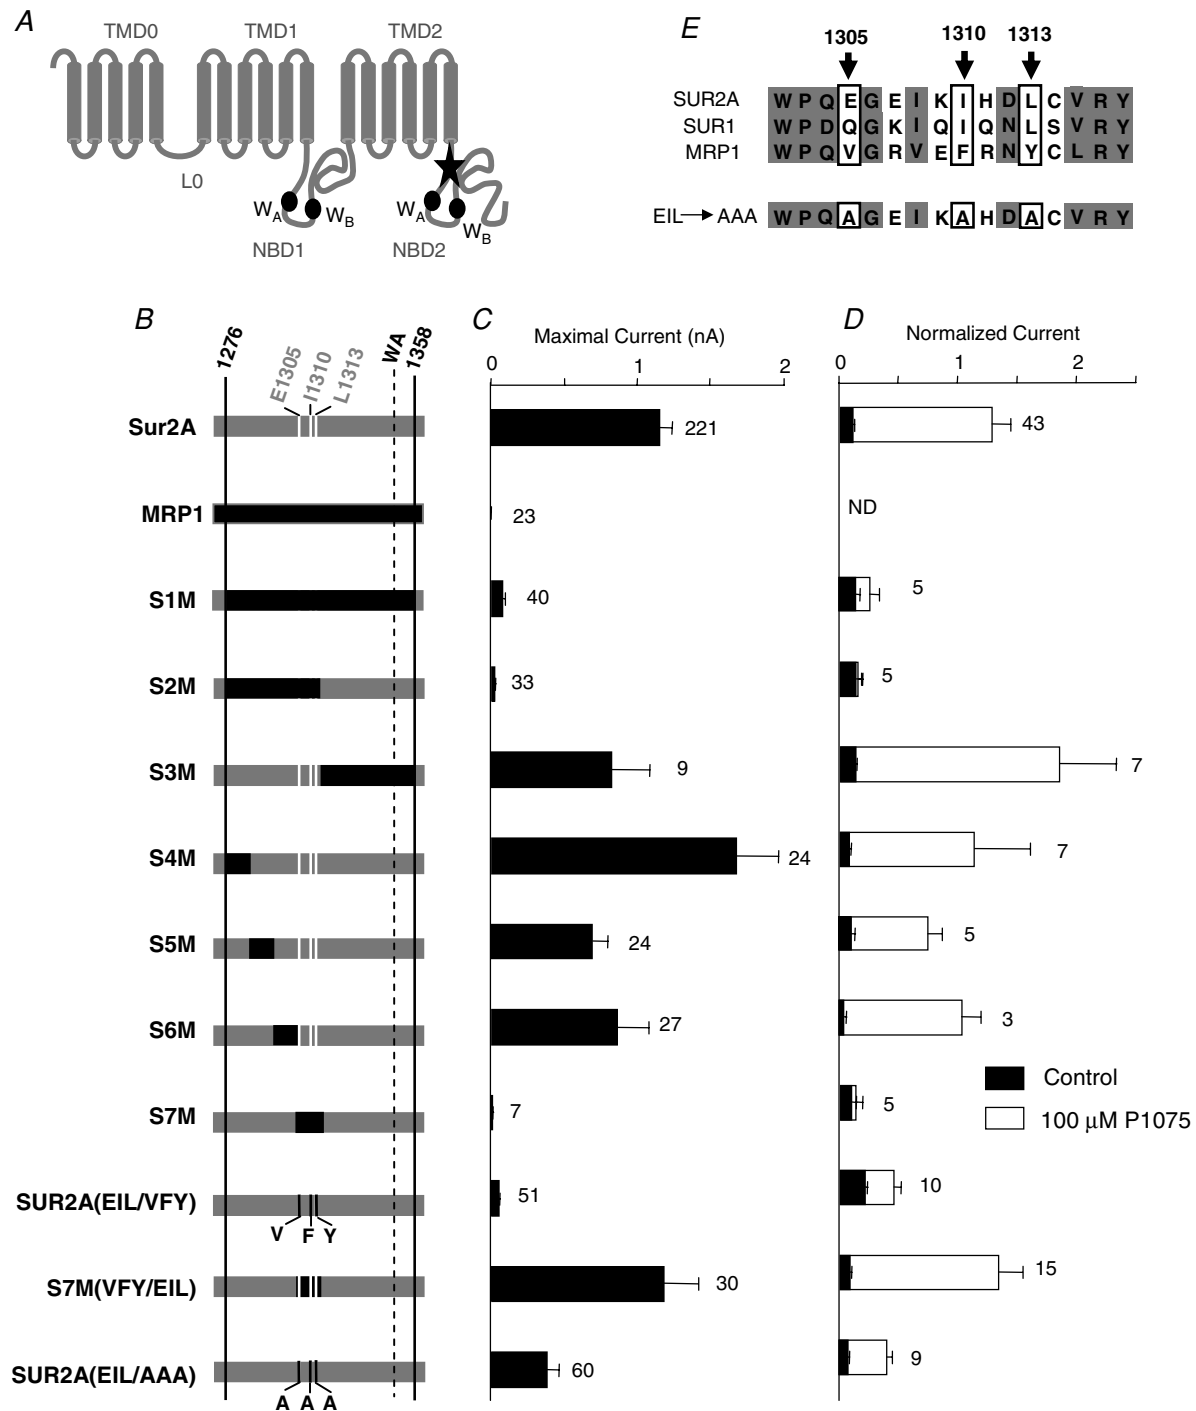 A
TMD0 TMD1 TMD2
L0
WA WB WA WB
NBD1 NBD2
E
1305 1310 1313
SUR2A W P Q E G E I K I H D L C V R Y
SUR1 W P D Q G K I Q I Q N L S V R Y
MRP1 W P Q V G R V E F R N Y C L R Y
EIL AAA W P Q A G E I K A H D A C V R Y
B
1276 E1305 I1310 L1313 WA 1358
C
Maximal Current (nA)
0 1 2
D
Normalized Current
0 1 2
Sur2A 221 43
MRP1 23 ND
S1M 40 5
S2M 33 5
S3M 9 7
S4M 24 7
S5M 24 5
S6M 27 3
Control
100 µM P1075
S7M 7 5
SUR2A(EIL/VFY) 51 10
V F Y
S7M(VFY/EIL) 30 15
SUR2A(EIL/AAA) 60 9
A A A